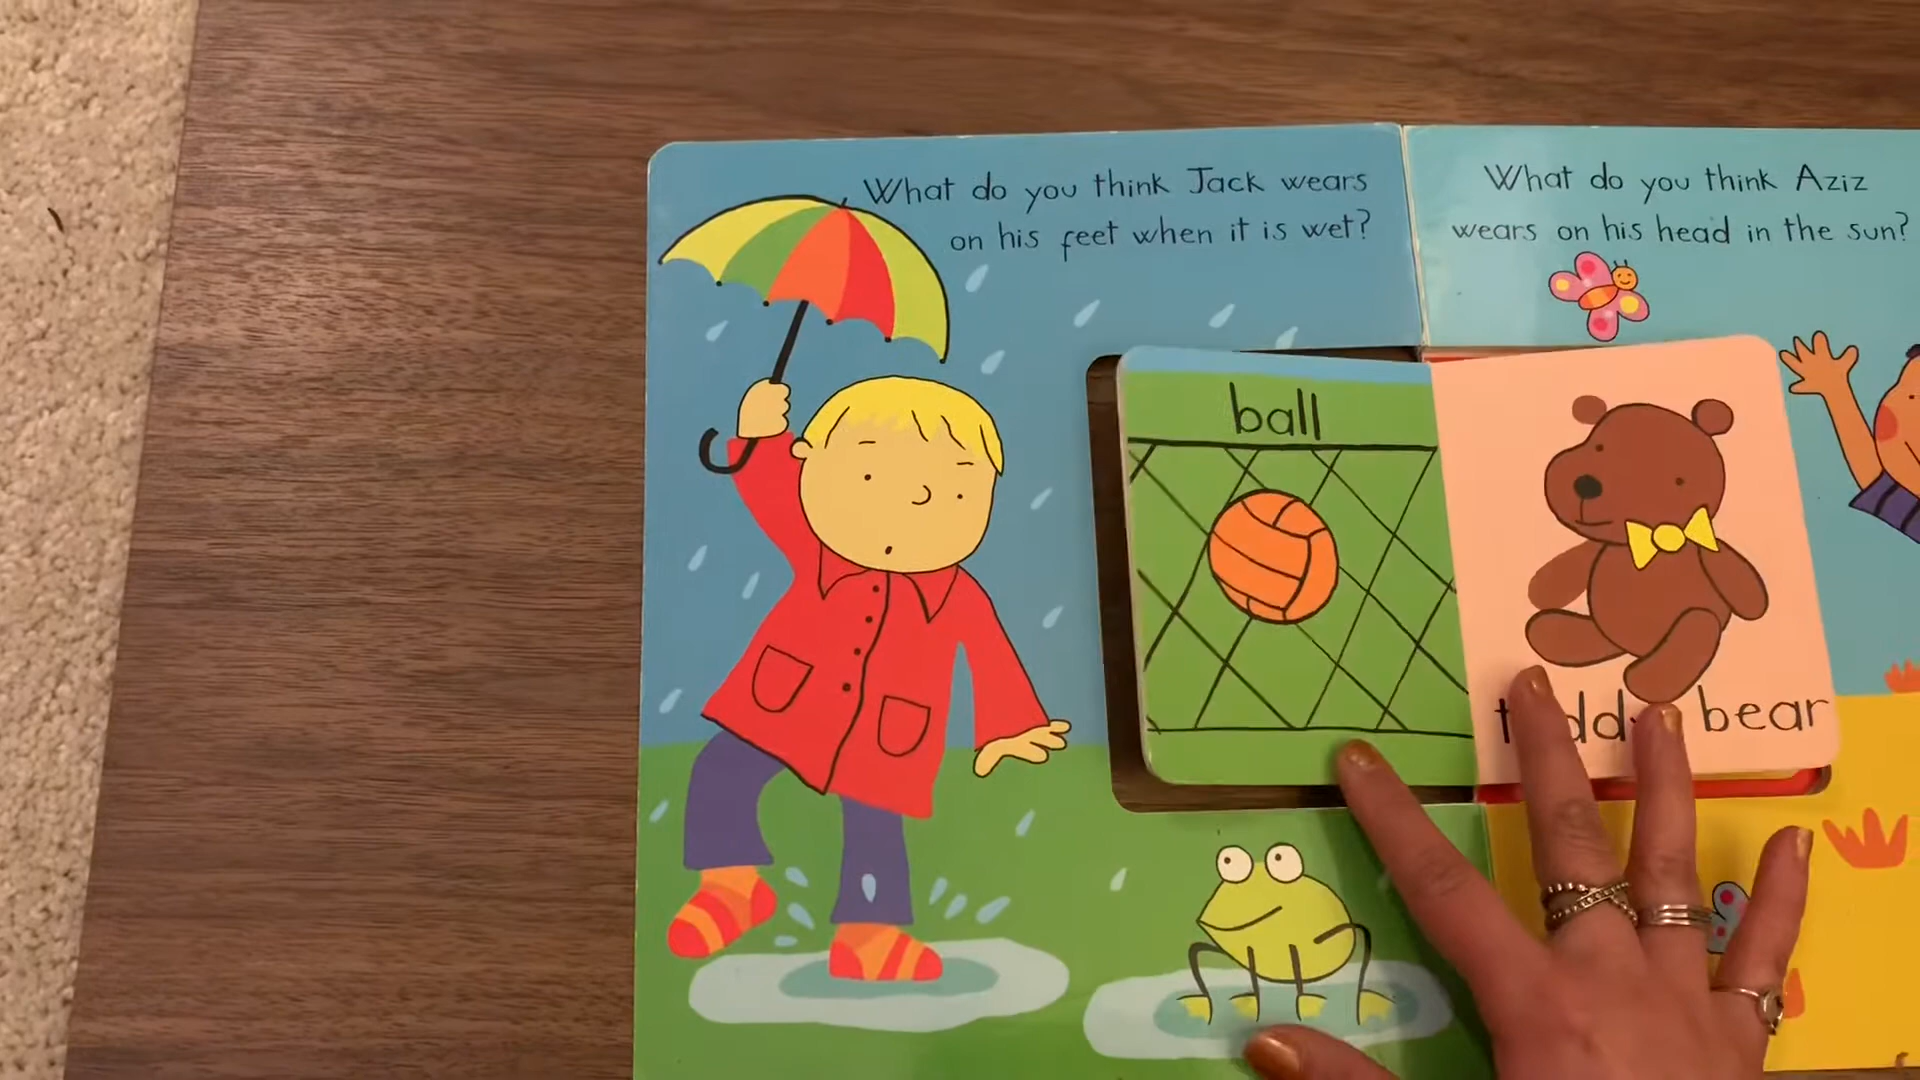 What do you think Jack wears
on his feet when it is wet?
What do you think Aziz
wears on his head in the sun?
ball
bear